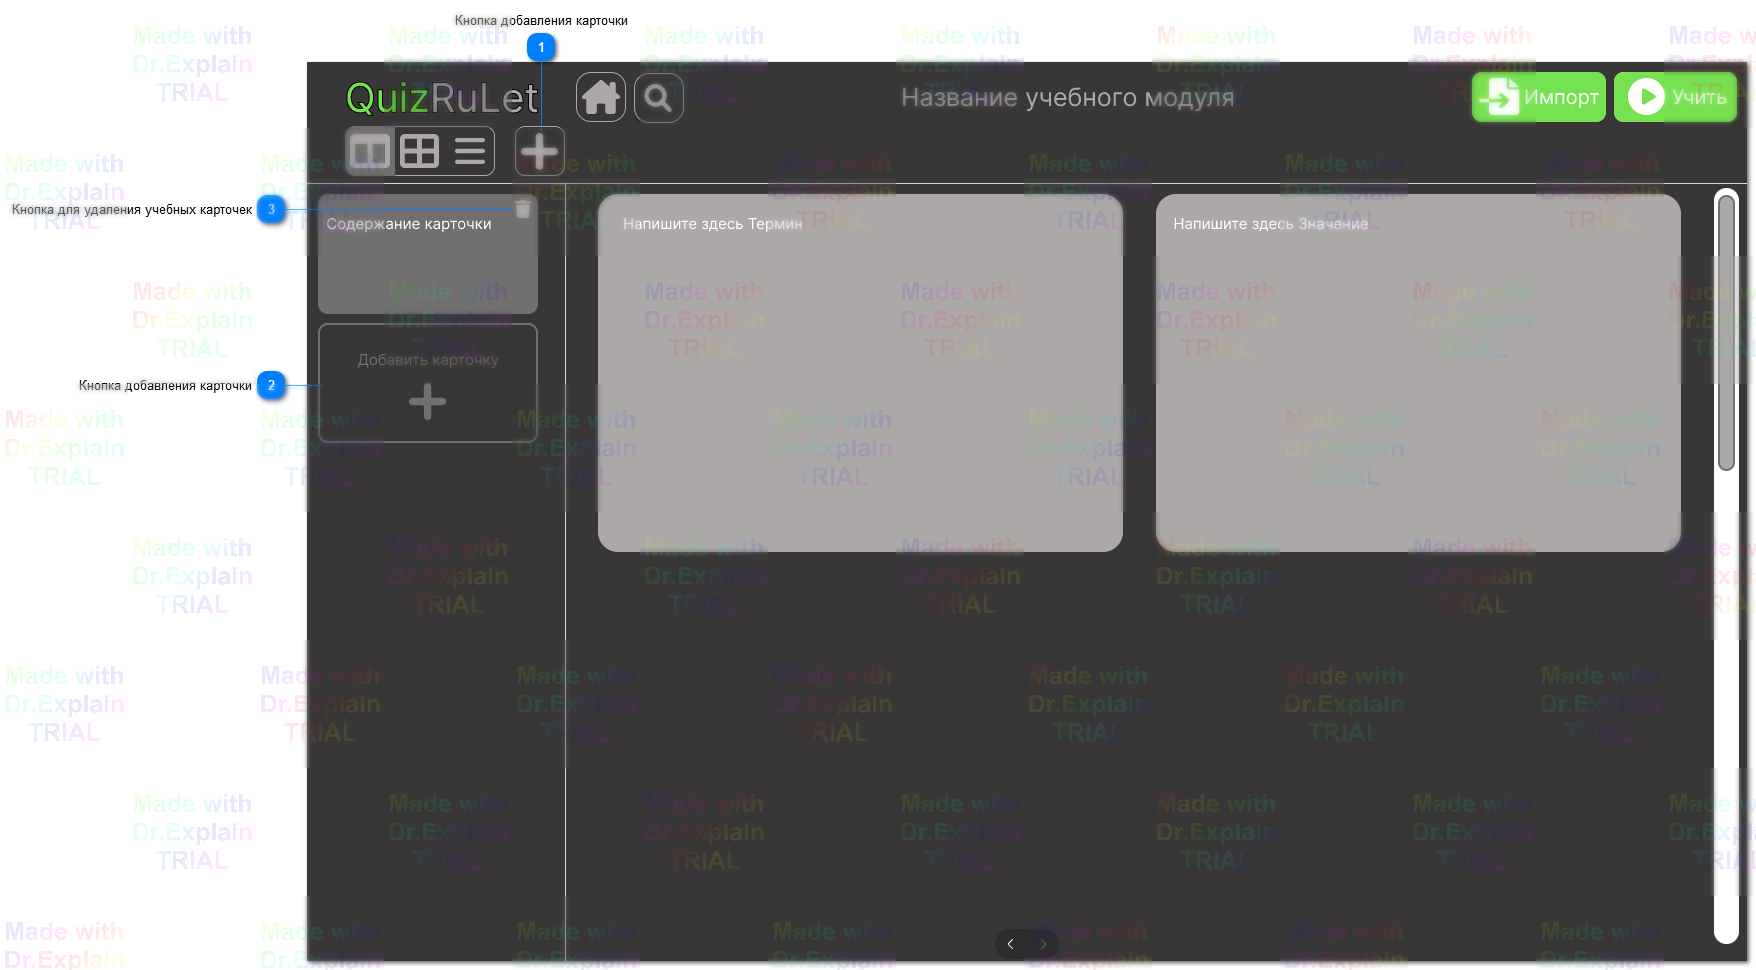 Кнопка добавления карточки
1
QuizRuLet
Название учебного модуля
Импорт
Учить
Кнопка для удаления учебных карточек
3
Содержание карточки
Напишите здесь Термин
Напишите здесь Значение
Добавить карточку
Кнопка добавления карточки
2
Made with
Dr.Explain
TRIAL